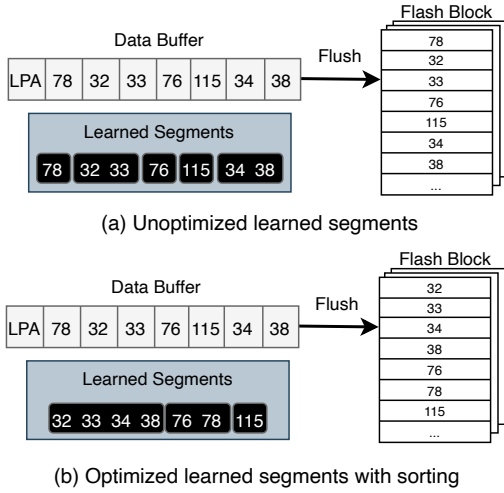 Data Buffer
LPA 78 32 33 76 115 34 38
Flush
Flash Block
78
32
33
76
115
34
38
...
Learned Segments
78 32 33 76 115 34 38
(a) Unoptimized learned segments
Data Buffer
LPA 78 32 33 76 115 34 38
Flush
Flash Block
32
33
34
38
76
78
115
...
Learned Segments
32 33 34 38 76 78 115
(b) Optimized learned segments with sorting